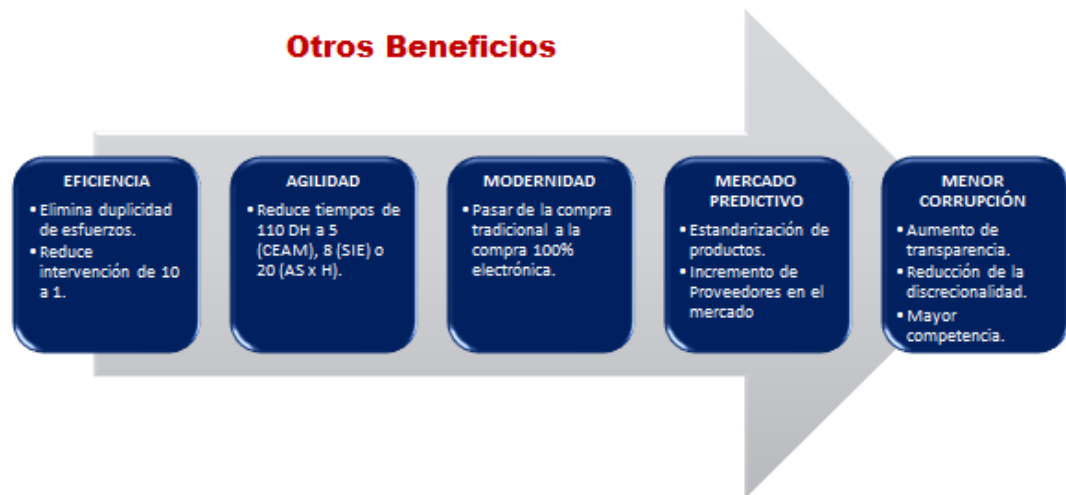 Otros Beneficios
EFICIENCIA
▪ Elimina duplicidad
de esfuerzos.
▪ Reduce
intervención de 10
a 1.
AGILIDAD
▪ Reduce tiempos de
110 DH a 5
(CEAM), 8 (SIE) o
20 (AS x H).
MODERNIDAD
▪ Pasar de la compra
tradicional a la
compra 100%
electrónica.
MERCADO
PREDICTIVO
▪ Estandarización de
productos.
▪ Incremento de
Proveedores en el
mercado
MENOR
CORRUPCIÓN
▪ Aumento de
transparencia.
▪ Reducción de la
discrecionalidad.
▪ Mayor
competencia.